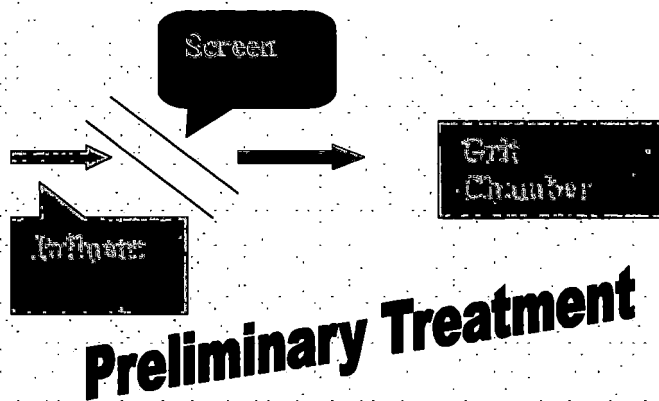 Screen
Grit
Chamber
Influent
Preliminary Treatment